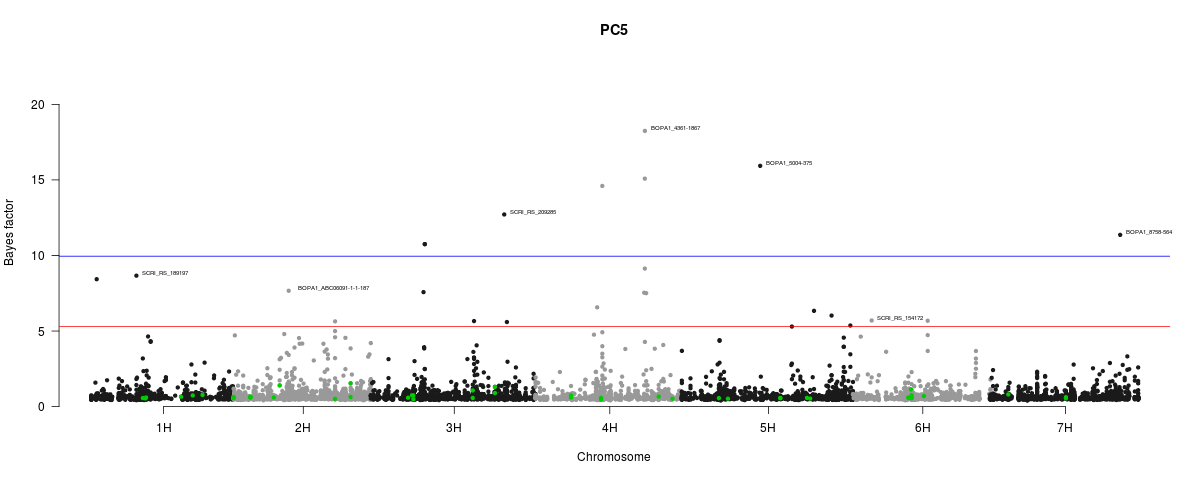 PC5
Bayes factor
20
15
10
5
0
BOPA1_4361-1867
BOPA1_5004-375
SCRI_RS_209285
BOPA1_8758-564
SCRI_RS_189197
BOPA1_ABC06091-1-1-187
SCRI_RS_154172
1H 2H 3H 4H 5H 6H 7H
Chromosome